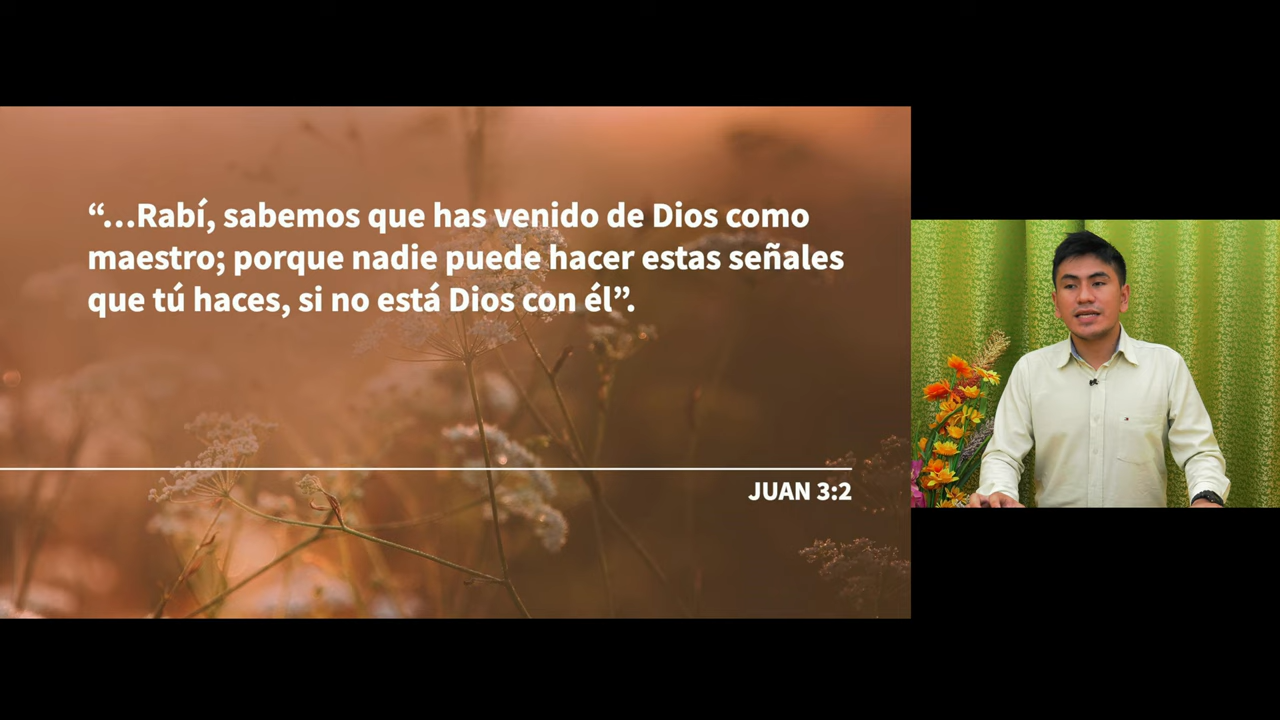 “…Rabí, sabemos que has venido de Dios como
maestro; porque nadie puede hacer estas señales
que tú haces, si no está Dios con él”.
JUAN 3:2